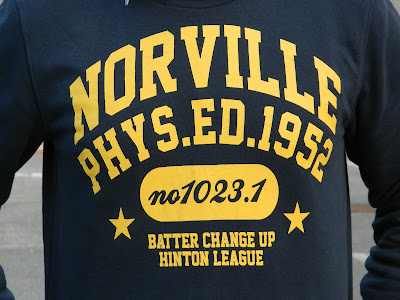 NORVILLE
PHYS.ED.1952
no1023.1
BATTER CHANGE UP
HINTON LEAGUE